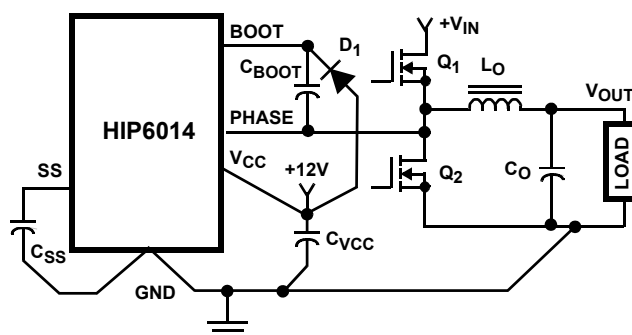 BOOT
D1
+VIN
CBOOT
Q1
LO
VOUT
HIP6014
PHASE
VCC
SS
+12V
Q2
CO
LOAD
CSS
CVCC
GND